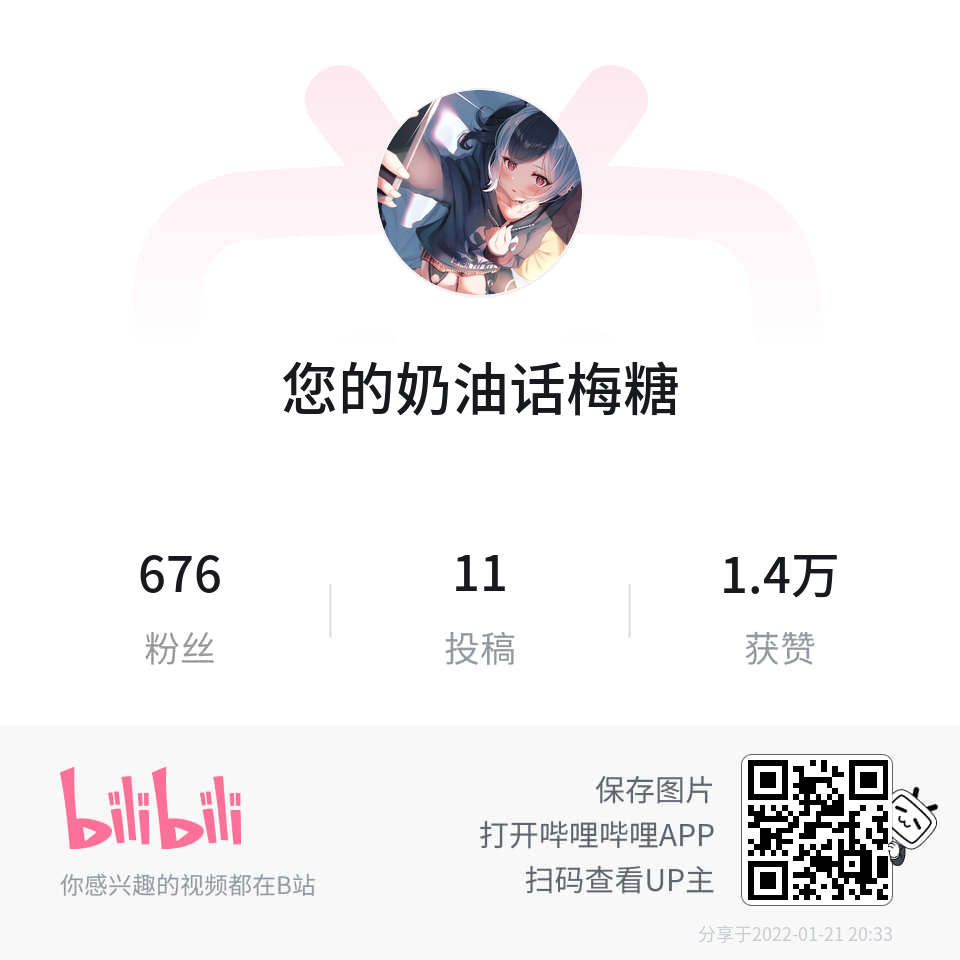 您的奶油话梅糖
676
11
1.4万
粉丝
投稿
获赞
bilibili
你感兴趣的视频都在B站
保存图片
打开哔哩哔哩APP
扫码查看UP主
分享于2022-01-21 20:33